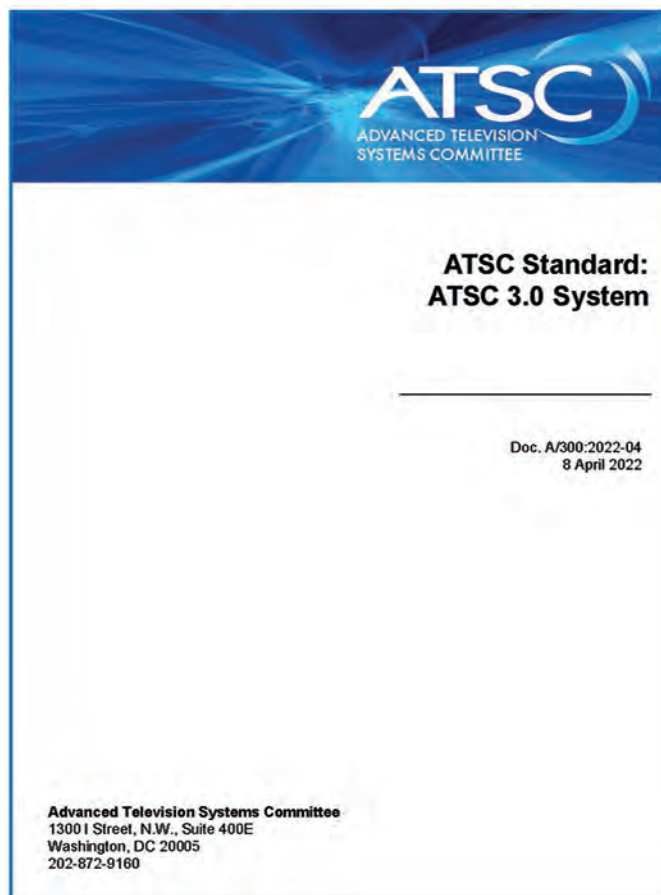 ATSC
ADVANCED TELEVISION
SYSTEMS COMMITTEE
ATSC Standard:
ATSC 3.0 System
Doc. A/300:2022-04
8 April 2022
Advanced Television Systems Committee
1300 I Street, N.W., Suite 400E
Washington, DC 20005
202-872-9160